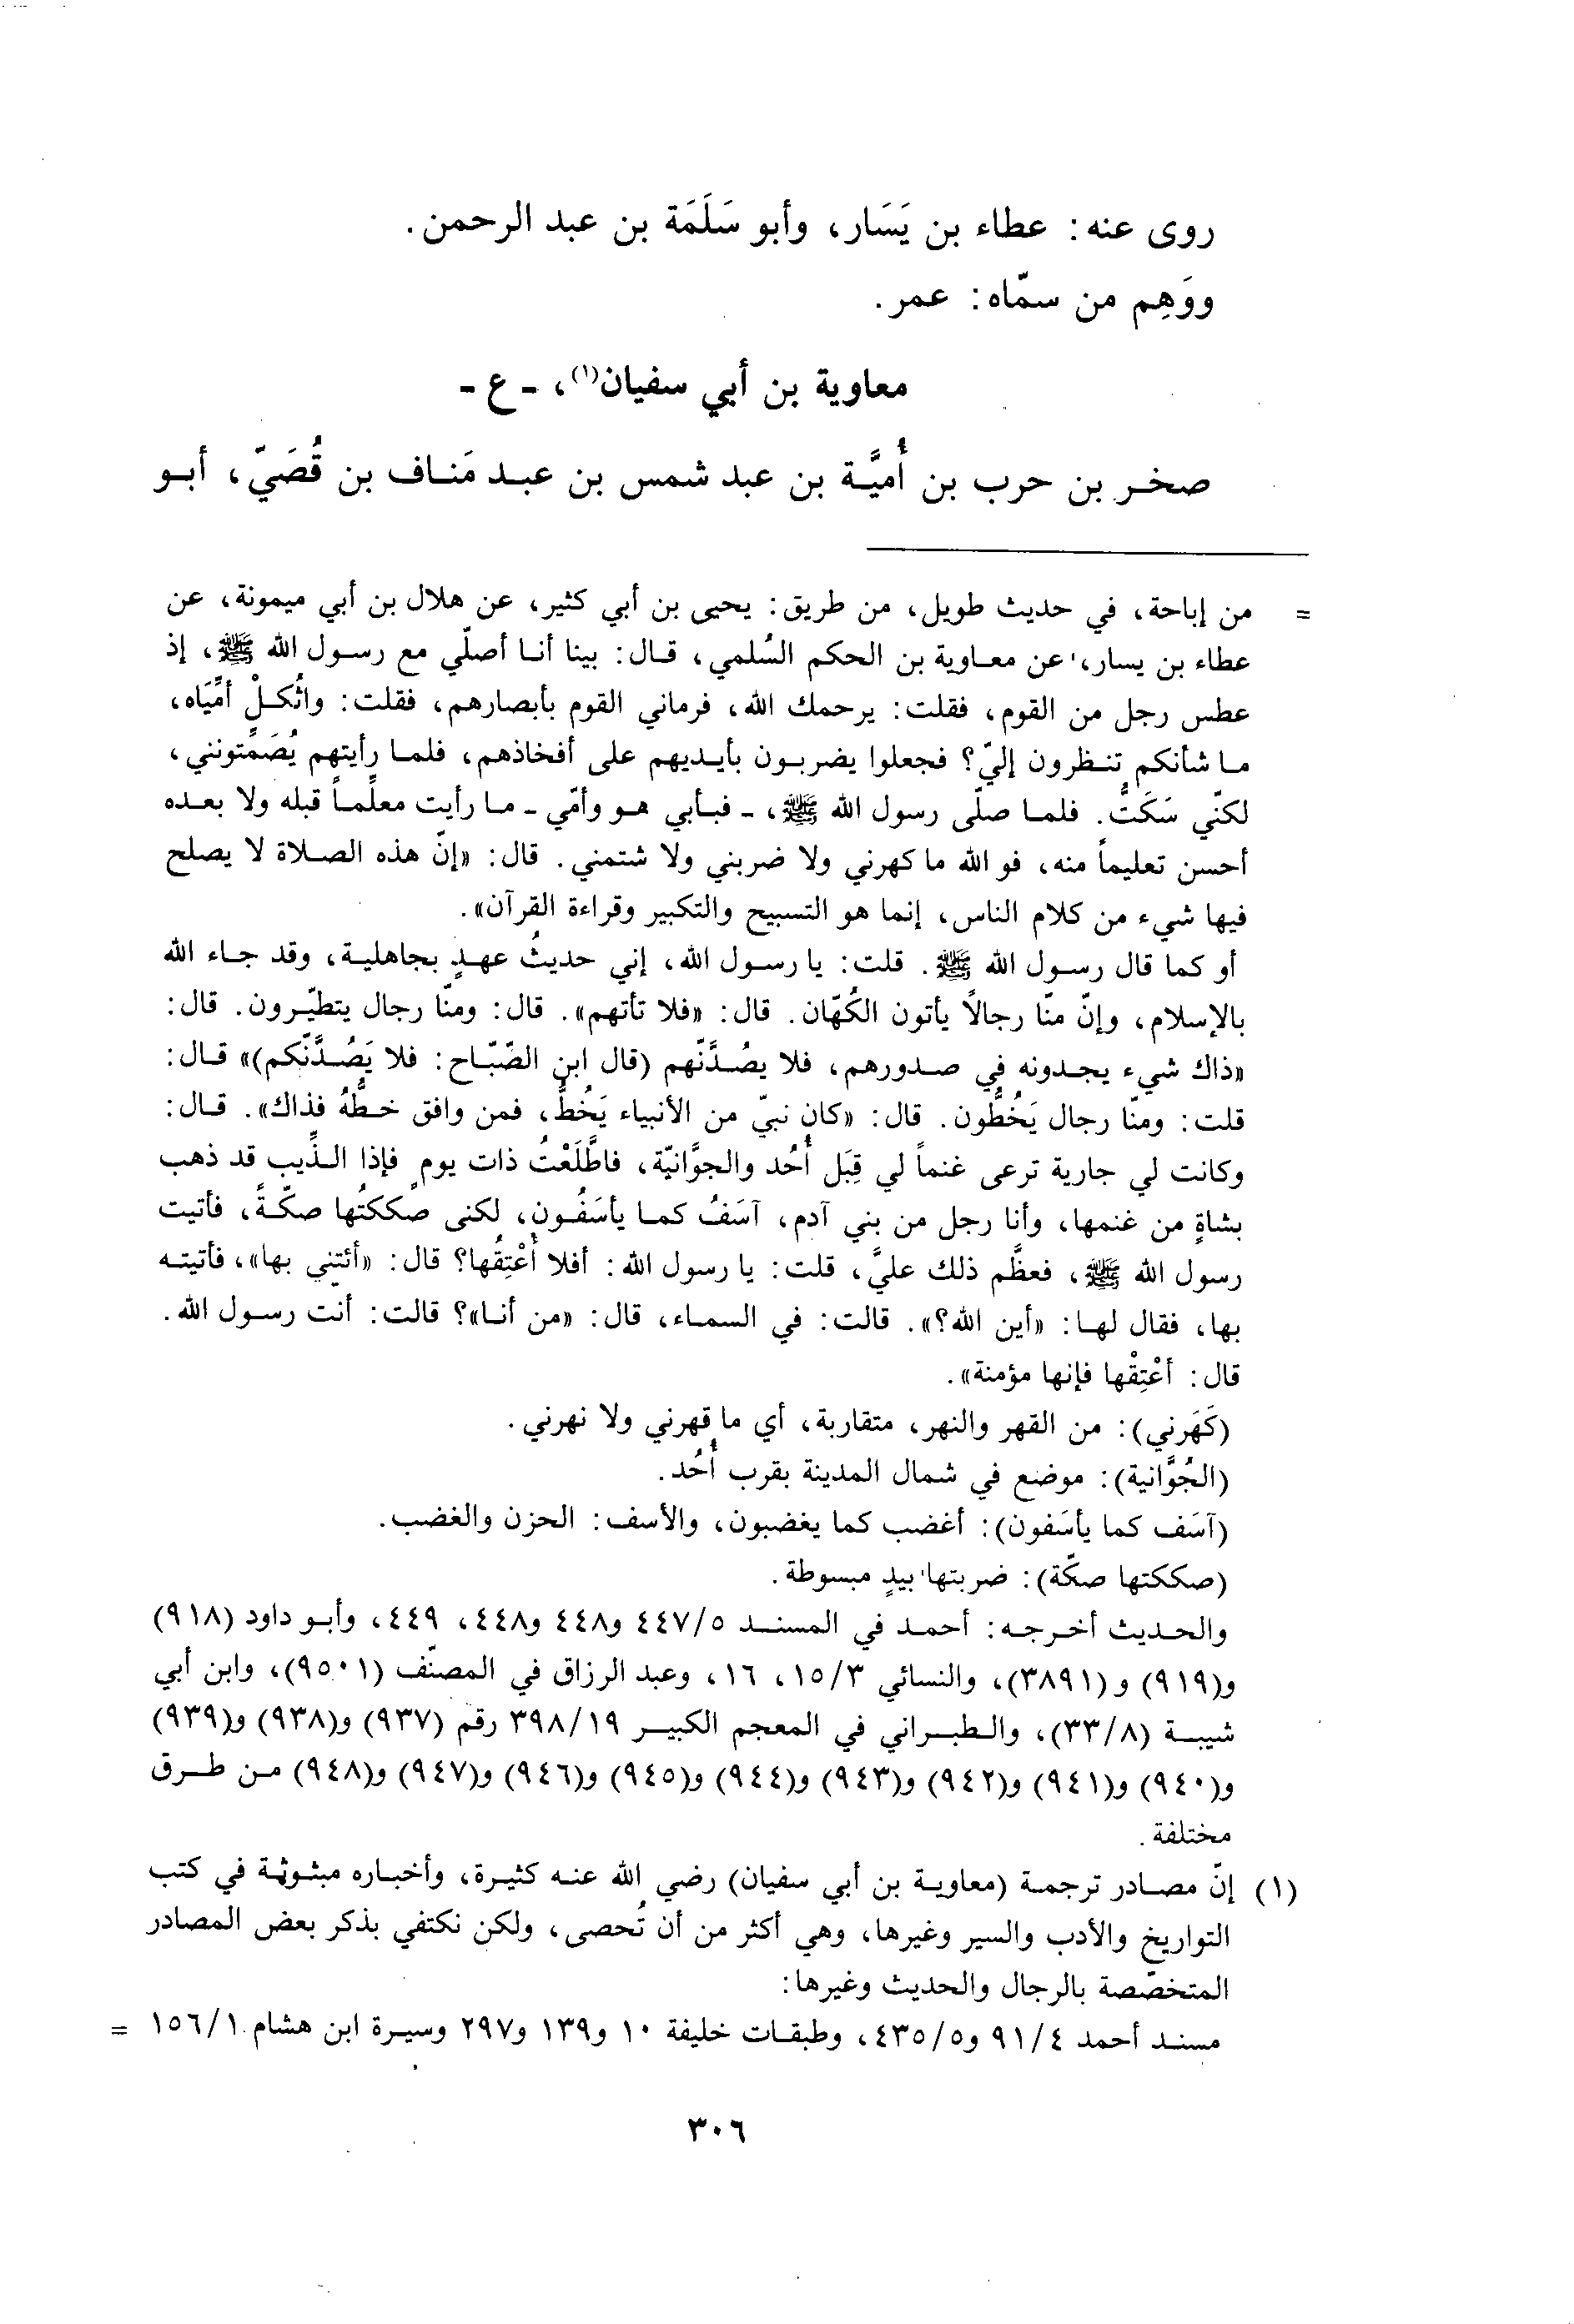 روى عنه: عطاء بن يَسَار، وأبو سَلَمَة بن عبد الرحمن.
ووَهِم من سمّاه: عمر.
معاوية بن أبي سفيان(١)، ـ ع ـ
صخر بن حرب بن أُميَّة بن عبد شمس بن عبد مَناف بن قُصَيّ، أبو
= من إباحة، في حديث طويل، من طريق: يحيى بن أبي كثير، عن هلال بن أبي ميمونة، عن
عطاء بن يسار، عن معاوية بن الحكم السُلمي، قال: بينا أنا أصلّي مع رسول الله ﷺ، إذ
عطس رجل من القوم، فقلت: يرحمك الله، فرماني القوم بأبصارهم، فقلت: واثُكلْ أمِّيَاه،
ما شأنكم تنظرون إليّ؟ فجعلوا يضربون بأيديهم على أفخاذهم، فلما رأيتهم يُصَمِّتونني،
لكنّي سَكَتُّ. فلما صلّى رسول الله ﷺ، ـ فبأبي هو وأمّي ـ ما رأيت معلِّماً قبله ولا بعده
أحسن تعليماً منه، فو الله ما كهرني ولا ضربني ولا شتمني. قال: «إنّ هذه الصلاة لا يصلح
فيها شيء من كلام الناس، إنما هو التسبيح والتكبير وقراءة القرآن».
أو كما قال رسول الله ﷺ. قلت: يا رسول الله، إني حديثُ عهدٍ بجاهلية، وقد جاء الله
بالإسلام، وإنّ منّا رجالاً يأتون الكُهّان. قال: «فلا تأتهم». قال: ومنّا رجال يتطيّرون. قال:
«ذاك شيء يجدونه في صدورهم، فلا يصُدَّنّهم (قال ابن الصّبّاح: فلا يَصُدَّنّكم)» قال:
قلت: ومنّا رجال يَخُطُّون. قال: «كان نبيّ من الأنبياء يَخُطُّ، فمن وافق خطُّهُ فذاك». قال:
وكانت لي جارية ترعى غنماً لي قِبَل أُحُد والجوَّانيّة، فاطَّلَعْتُ ذات يوم فإذا الذِّيب قد ذهب
بشاةٍ من غنمها، وأنا رجل من بني آدم، آسَفُ كما يأسَفُون، لكنى صككتُها صكّةً، فأتيت
رسول الله ﷺ، فعظَّم ذلك عليَّ، قلت: يا رسول الله: أفلا أُعْتِقُها؟ قال: «أئتني بها»، فأتيته
بها، فقال لها: «أين الله؟». قالت: في السماء، قال: «من أنا»؟ قالت: أنت رسول الله.
قال: أعْتِقْها فإنها مؤمنة».
(كَهَرني): من القهر والنهر، متقاربة، أي ما قهرني ولا نهرني.
(الجُوَّانية): موضع في شمال المدينة بقرب أُحُد.
(آسَف كما يأسَفون): أغضب كما يغضبون، والأسف: الحزن والغضب.
(صككتها صكّة): ضربتها بيدٍ مبسوطة.
والحديث أخرجه: أحمد في المسند ٤٤٧/٥ و٤٤٨ و٤٤٨، ٤٤٩، وأبو داود (٩١٨)
و(٩١٩) و (٣٨٩١)، والنسائي ١٥/٣، ١٦، وعبد الرزاق في المصنّف (٩٥٠١)، وابن أبي
شيبة (٣٣/٨)، والطبراني في المعجم الكبير ٣٩٨/١٩ رقم (٩٣٧) و(٩٣٨) و(٩٣٩)
و(٩٤٠) و(٩٤١) و(٩٤٢) و(٩٤٣) و(٩٤٤) و(٩٤٥) و(٩٤٦) و(٩٤٧) و(٩٤٨) من طرق
مختلفة.
(١) إنّ مصادر ترجمة (معاوية بن أبي سفيان) رضي الله عنه كثيرة، وأخباره مبثوثة في كتب
التواريخ والأدب والسير وغيرها، وهي أكثر من أن تُحصى، ولكن نكتفي بذكر بعض المصادر
المتخصّصة بالرجال والحديث وغيرها:
مسند أحمد ٩١/٤ و٤٣٥/٥، وطبقات خليفة ١٠ و١٣٩ و٢٩٧ وسيرة ابن هشام ١٥٦/١ =
٣٠٦